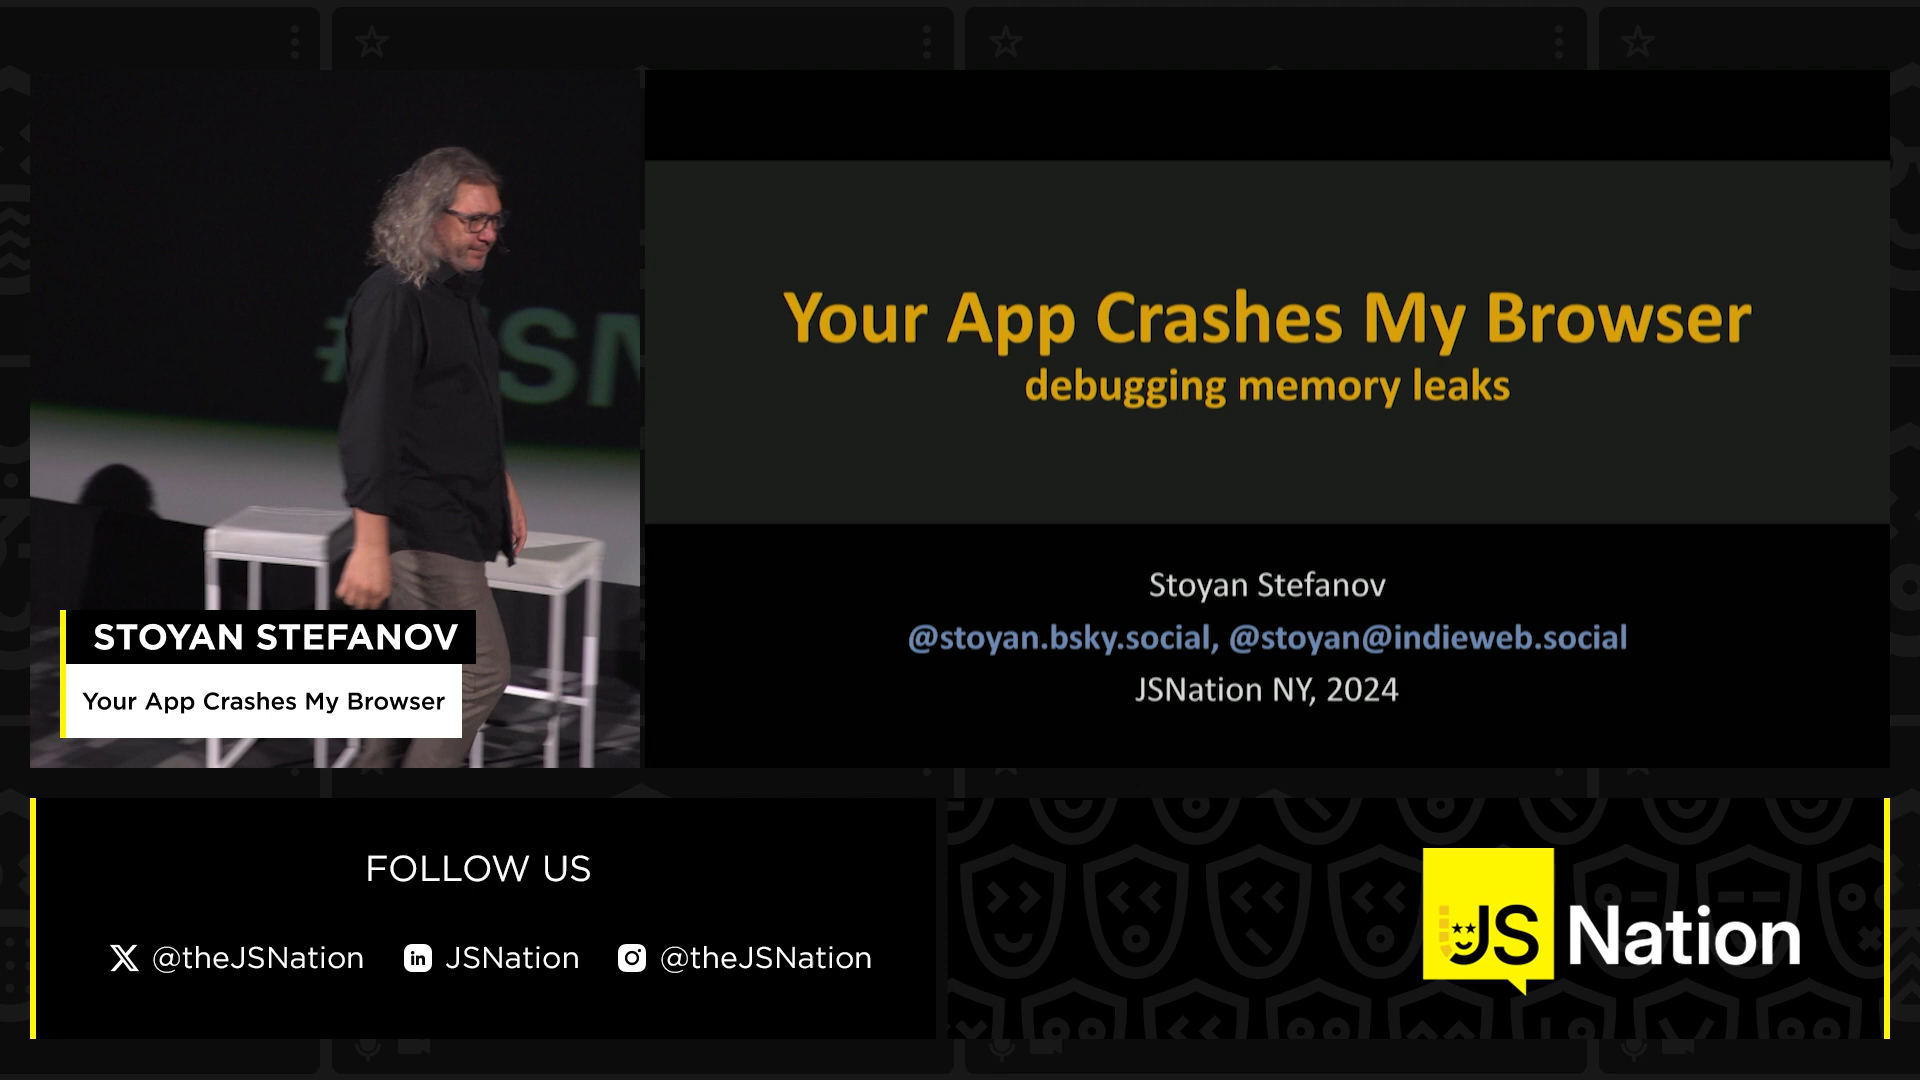 #JSN
STOYAN STEFANOV
Your App Crashes My Browser
Your App Crashes My Browser
debugging memory leaks
Stoyan Stefanov
@stoyan.bsky.social, @stoyan@indieweb.social
JSNation NY, 2024
FOLLOW US
@theJSNation JSNation @theJSNation
JS Nation